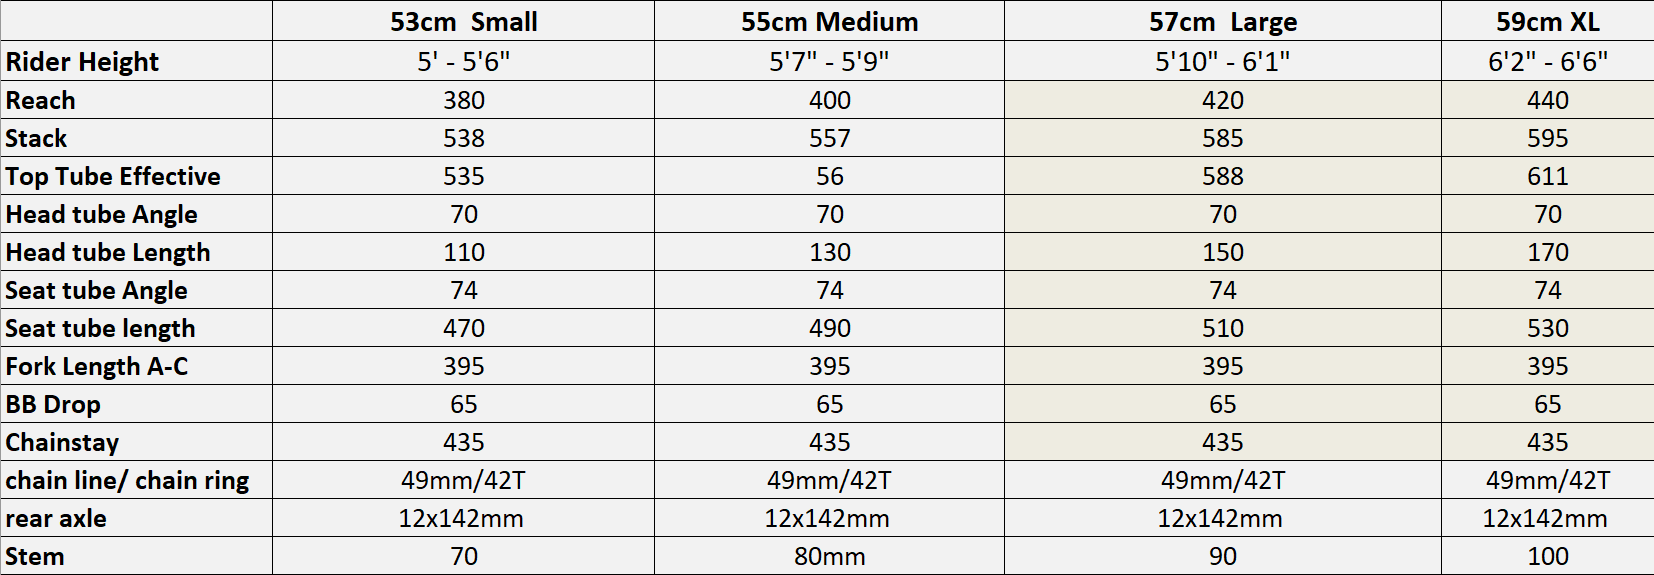 53cm  Small 55cm Medium 57cm  Large 59cm XL
Rider Height 5' - 5'6" 5'7" - 5'9" 5'10" - 6'1" 6'2" - 6'6"
Reach 380 400 420 440
Stack 538 557 585 595
Top Tube Effective 535 56 588 611
Head tube Angle 70 70 70 70
Head tube Length 110 130 150 170
Seat tube Angle 74 74 74 74
Seat tube length 470 490 510 530
Fork Length A-C 395 395 395 395
BB Drop 65 65 65 65
Chainstay 435 435 435 435
chain line/ chain ring 49mm/42T 49mm/42T 49mm/42T 49mm/42T
rear axle 12x142mm 12x142mm 12x142mm 12x142mm
Stem 70 80mm 90 100